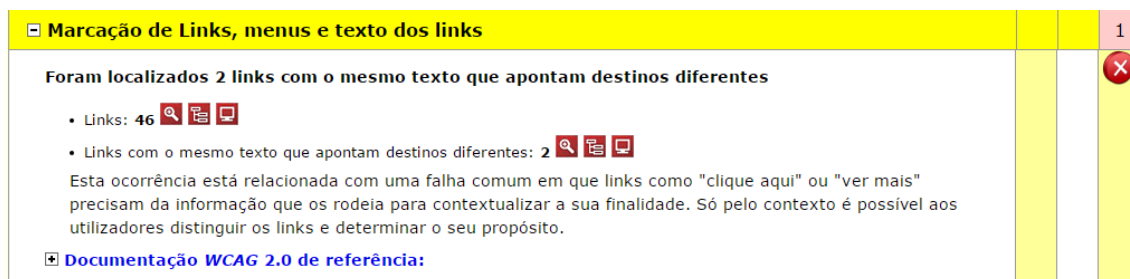 Marcação de Links, menus e texto dos links
1
Foram localizados 2 links com o mesmo texto que apontam destinos diferentes
• Links: 46
• Links com o mesmo texto que apontam destinos diferentes: 2
Esta ocorrência está relacionada com uma falha comum em que links como "clique aqui" ou "ver mais"
precisam da informação que os rodeia para contextualizar a sua finalidade. Só pelo contexto é possível aos
utilizadores distinguir os links e determinar o seu propósito.
Documentação WCAG 2.0 de referência: